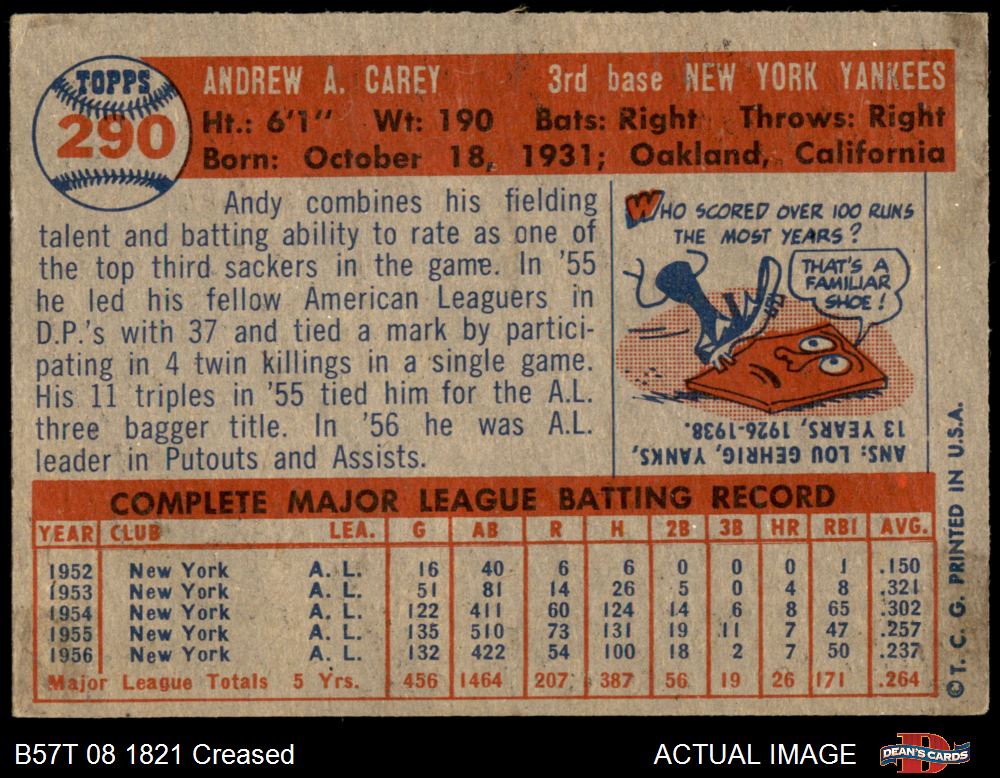 TOPPS
290
ANDREW A. CAREY 3rd base NEW YORK YANKEES
Ht.: 6'1" Wt: 190 Bats: Right Throws: Right
Born: October 18, 1931; Oakland, California
Andy combines his fielding
talent and batting ability to rate as one of
the top third sackers in the game. In '55
he led his fellow American Leaguers in
D.P.'s with 37 and tied a mark by partici-
pating in 4 twin killings in a single game.
His 11 triples in '55 tied him for the A.L.
three bagger title. In '56 he was A.L.
leader in Putouts and Assists.
WHO SCORED OVER 100 RUNS
THE MOST YEARS?
THAT'S A
FAMILIAR
SHOE!
ANS: LOU GEHRIG, YANKS,
13 YEARS, 1926-1938.
COMPLETE MAJOR LEAGUE BATTING RECORD
YEAR CLUB LEA. G AB R H 2B 3B HR RBI AVG.
1952 New York A. L. 16 40 6 6 0 0 0 1 .150
1953 New York A. L. 51 81 14 26 5 0 4 8 .321
1954 New York A. L. 122 411 60 124 14 6 8 65 .302
1955 New York A. L. 135 510 73 131 19 11 7 47 .257
1956 New York A. L. 132 422 54 100 18 2 7 50 .237
Major League Totals 5 Yrs. 456 1464 207 387 56 19 26 171 .264
© T. C. G. PRINTED IN U.S.A.
B57T 08 1821 Creased
ACTUAL IMAGE
DEAN'S CARDS